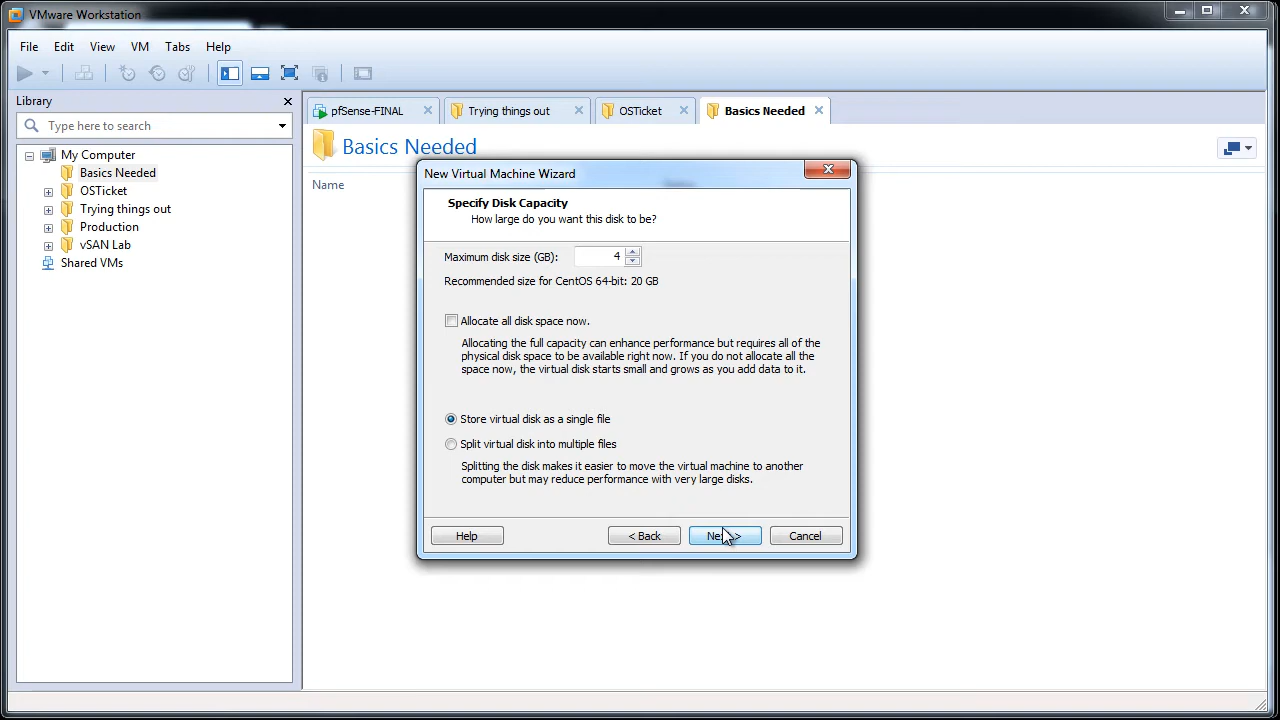 VMware Workstation
File Edit View VM Tabs Help
Library
Type here to search
My Computer
Basics Needed
OSTicket
Trying things out
Production
vSAN Lab
Shared VMs
pfSense-FINAL Trying things out OSTicket Basics Needed
Basics Needed
Name
New Virtual Machine Wizard
Specify Disk Capacity
How large do you want this disk to be?
Maximum disk size (GB): 4
Recommended size for CentOS 64-bit: 20 GB
Allocate all disk space now.
Allocating the full capacity can enhance performance but requires all of the
physical disk space to be available right now. If you do not allocate all the
space now, the virtual disk starts small and grows as you add data to it.
Store virtual disk as a single file
Split virtual disk into multiple files
Splitting the disk makes it easier to move the virtual machine to another
computer but may reduce performance with very large disks.
Help < Back Next > Cancel